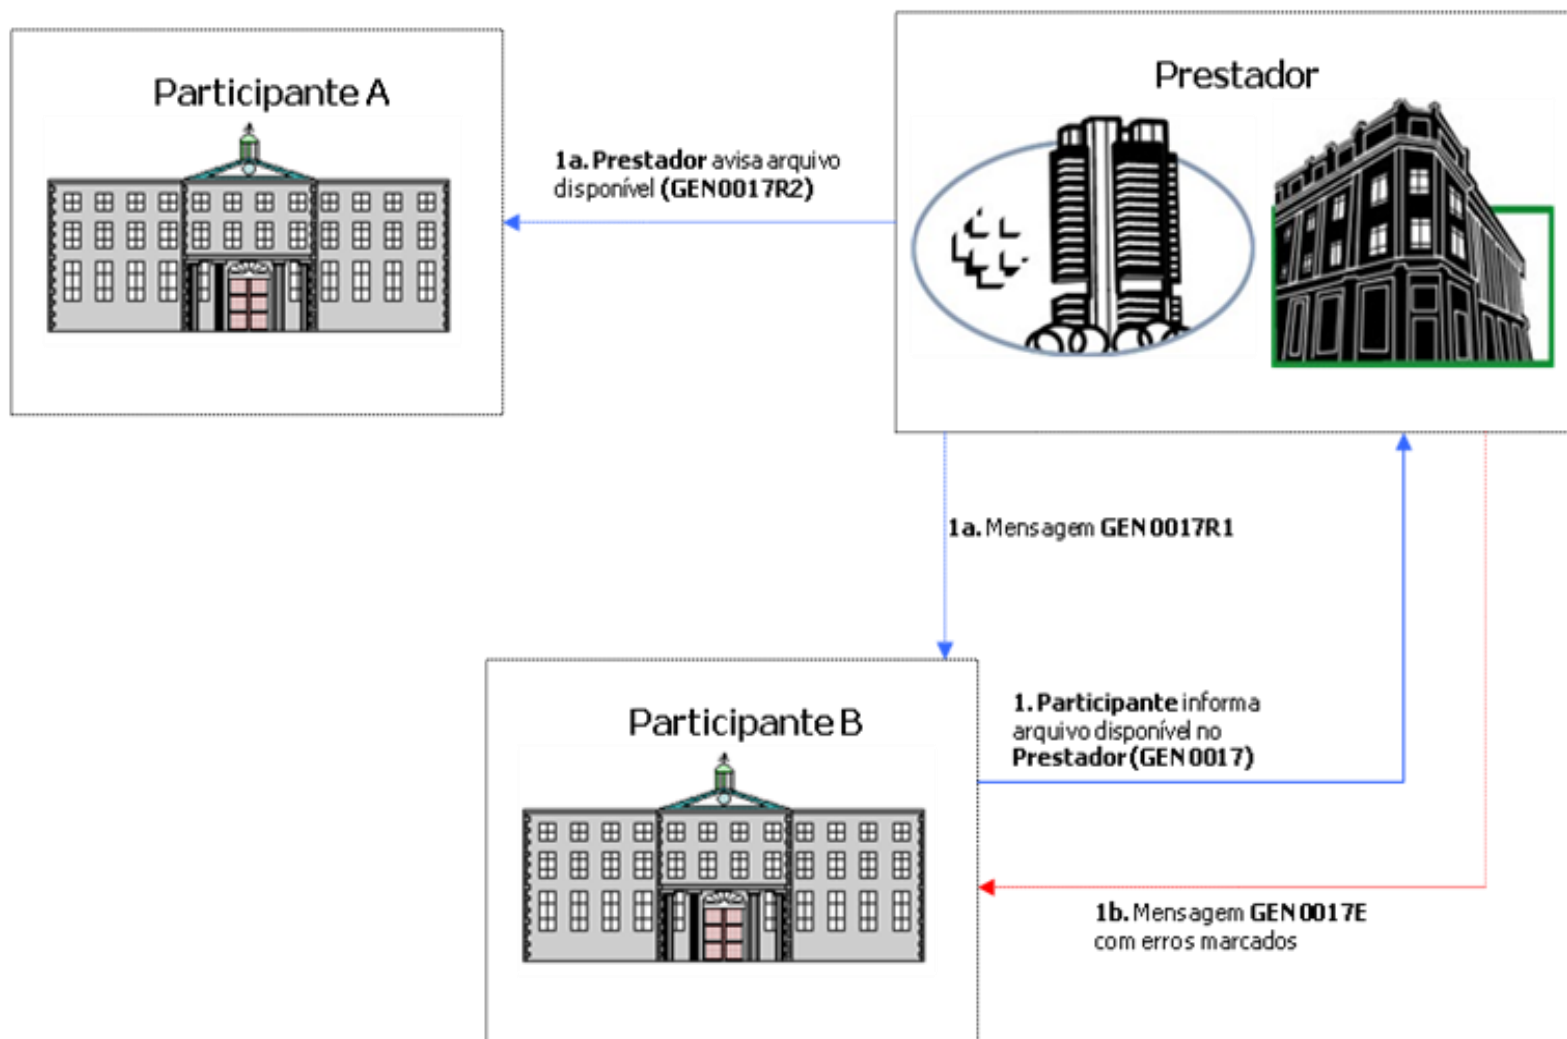 Participante A
Prestador
1a. Prestador avisa arquivo
disponível (GEN0017R2)
1a. Mensagem GEN0017R1
Participante B
1. Participante informa
arquivo disponível no
Prestador (GEN0017)
1b. Mensagem GEN0017E
com erros marcados